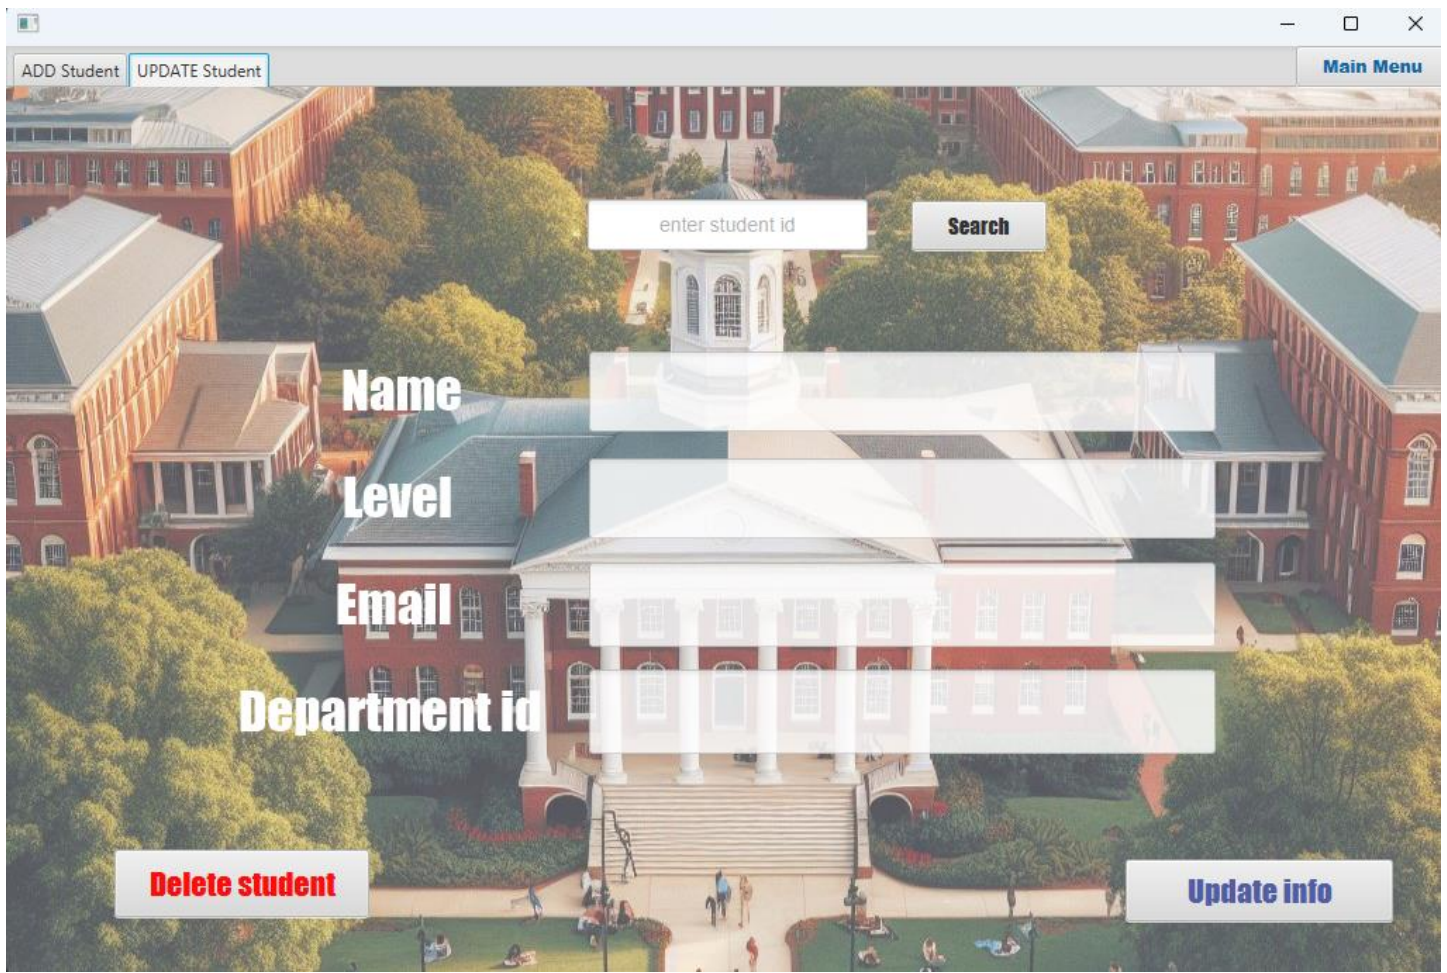 ADD Student UPDATE Student Main Menu
enter student id Search
Name
Level
Email
Department id
Delete student Update info